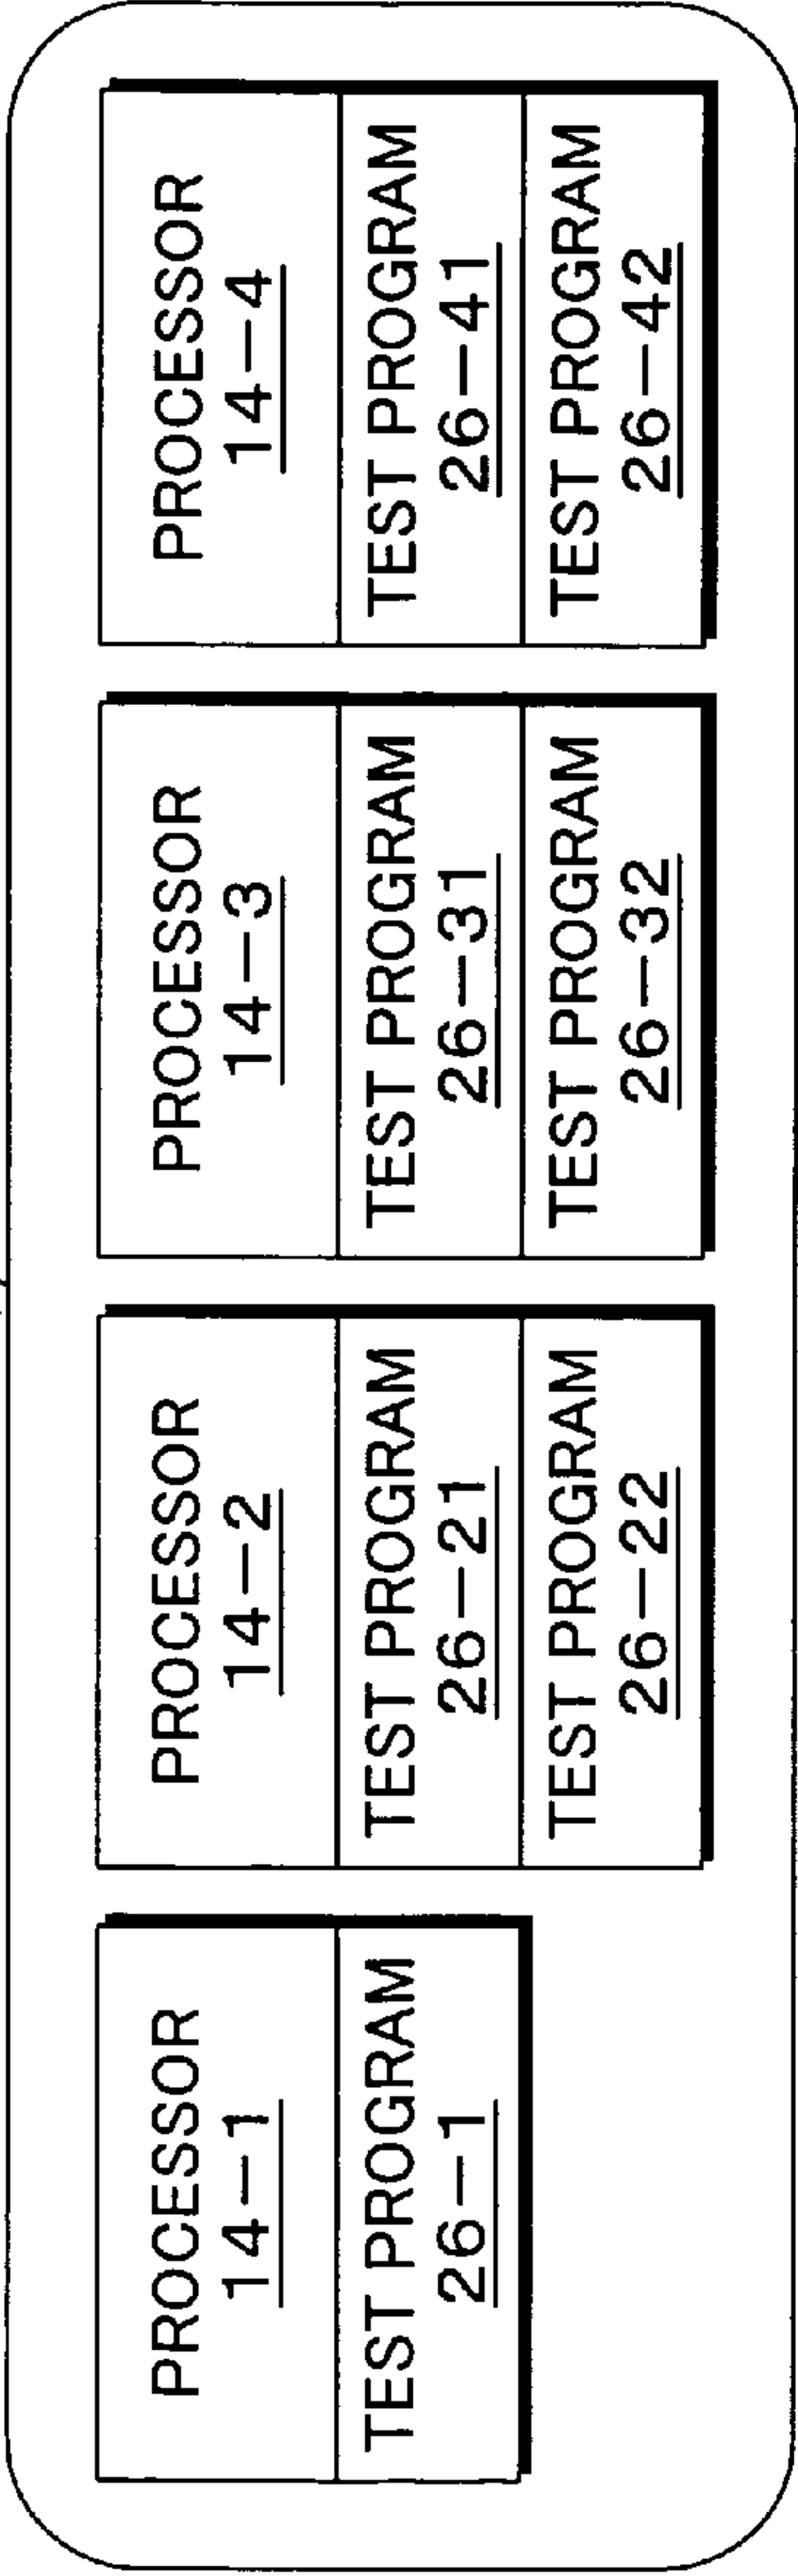 PROCESSOR
14-1
TEST PROGRAM
26-1
PROCESSOR
14-2
TEST PROGRAM
26-21
TEST PROGRAM
26-22
PROCESSOR
14-3
TEST PROGRAM
26-31
TEST PROGRAM
26-32
PROCESSOR
14-4
TEST PROGRAM
26-41
TEST PROGRAM
26-42